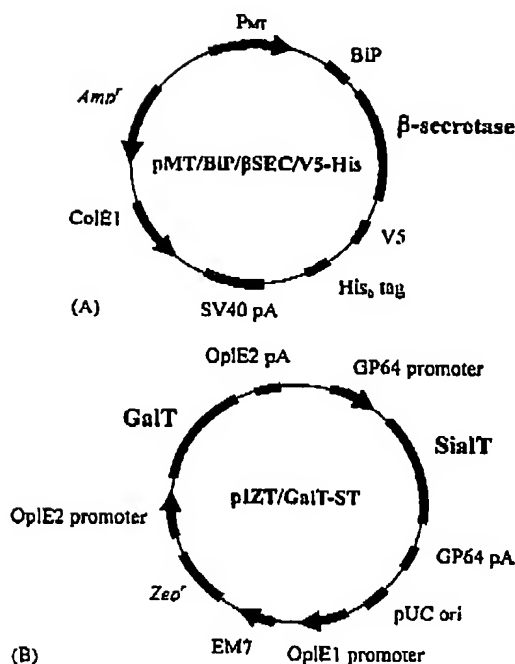 PMT
BiP
Ampr
β-secretase
pMT/BiP/βSEC/V5-His
ColE1
V5
His6 tag
(A)
SV40 pA
OpIE2 pA
GP64 promoter
GalT
SialT
pIZT/GalT-ST
OpIE2 promoter
GP64 pA
Zeor
pUC ori
EM7
OpIE1 promoter
(B)